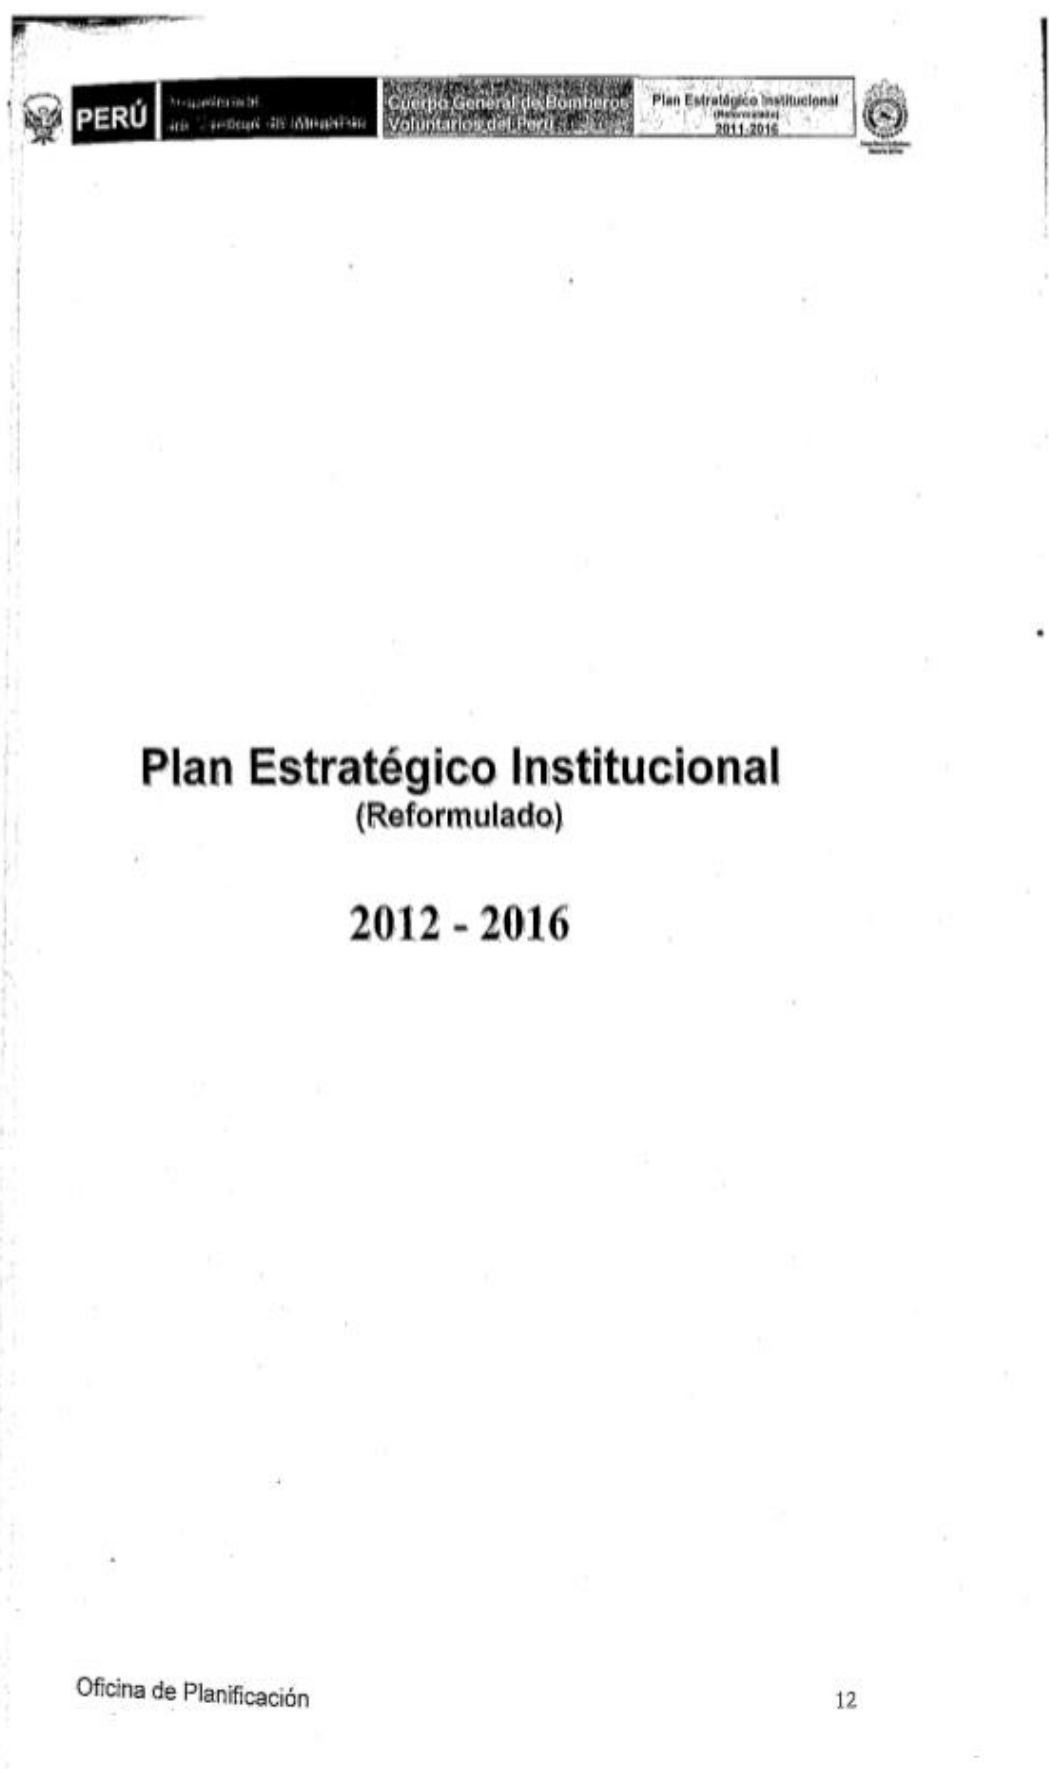 PERÚ
Cuerpo General de Bomberos
Voluntarios del Perú
Plan Estratégico Institucional
(Reformulado)
2011-2016
Plan Estratégico Institucional
(Reformulado)
2012 - 2016
Oficina de Planificación
12